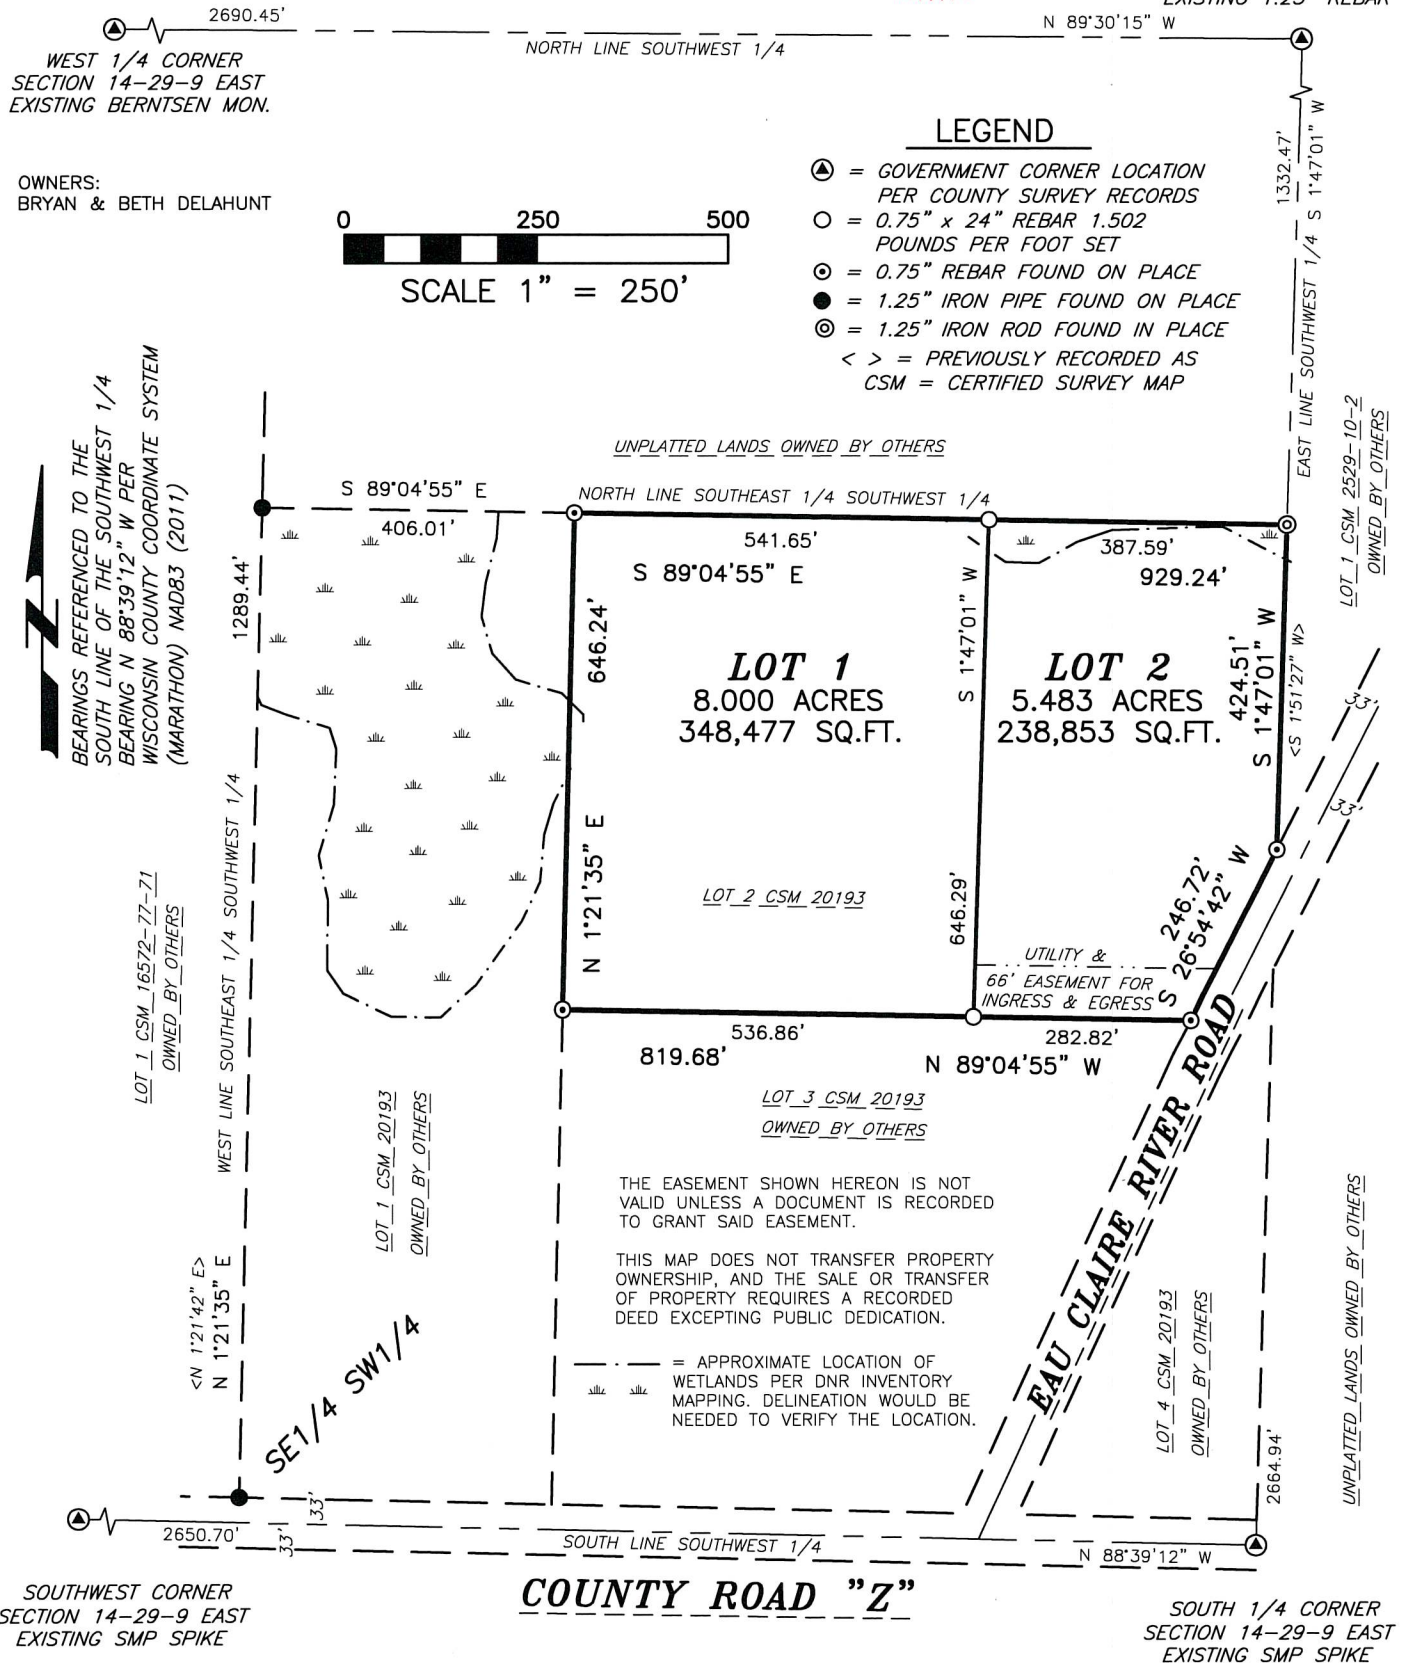 EXISTING 1.25" REBAR
2690.45'
N 89°30'15" W
NORTH LINE SOUTHWEST 1/4
WEST 1/4 CORNER
SECTION 14-29-9 EAST
EXISTING BERNTSEN MON.
OWNERS:
BRYAN & BETH DELAHUNT
0 250 500
SCALE 1" = 250'
LEGEND
= GOVERNMENT CORNER LOCATION
PER COUNTY SURVEY RECORDS
= 0.75" x 24" REBAR 1.502
POUNDS PER FOOT SET
= 0.75" REBAR FOUND ON PLACE
= 1.25" IRON PIPE FOUND ON PLACE
= 1.25" IRON ROD FOUND IN PLACE
< > = PREVIOUSLY RECORDED AS
CSM = CERTIFIED SURVEY MAP
1332.47'
EAST LINE SOUTHWEST 1/4 S 1°47'01" W
LOT 1 CSM 2529-10-2
OWNED BY OTHERS
BEARINGS REFERENCED TO THE
SOUTH LINE OF THE SOUTHWEST 1/4
BEARING N 88°39'12" W PER
WISCONSIN COUNTY COORDINATE SYSTEM
(MARATHON) NAD83 (2011)
N
UNPLATTED LANDS OWNED BY OTHERS
S 89°04'55" E
406.01'
NORTH LINE SOUTHEAST 1/4 SOUTHWEST 1/4
541.65'
387.59'
S 89°04'55" E
929.24'
1289.44'
646.24'
N 1°21'35" E
LOT 1
8.000 ACRES
348,477 SQ.FT.
S 1°47'01" W
646.29'
LOT 2
5.483 ACRES
238,853 SQ.FT.
424.51'
S 1°47'01" W
<S 1°51'27" W>
33'
33'
246.72'
S 26°54'42" W
LOT 2 CSM 20193
UTILITY &
66' EASEMENT FOR
INGRESS & EGRESS
WEST LINE SOUTHEAST 1/4 SOUTHWEST 1/4
LOT 1 CSM 16572-77-71
OWNED BY OTHERS
536.86'
282.82'
819.68'
N 89°04'55" W
LOT 3 CSM 20193
OWNED BY OTHERS
LOT 1 CSM 20193
OWNED BY OTHERS
THE EASEMENT SHOWN HEREON IS NOT
VALID UNLESS A DOCUMENT IS RECORDED
TO GRANT SAID EASEMENT.
THIS MAP DOES NOT TRANSFER PROPERTY
OWNERSHIP, AND THE SALE OR TRANSFER
OF PROPERTY REQUIRES A RECORDED
DEED EXCEPTING PUBLIC DEDICATION.
= APPROXIMATE LOCATION OF
WETLANDS PER DNR INVENTORY
MAPPING. DELINEATION WOULD BE
NEEDED TO VERIFY THE LOCATION.
EAU CLAIRE RIVER ROAD
LOT 4 CSM 20193
OWNED BY OTHERS
UNPLATTED LANDS OWNED BY OTHERS
2664.94'
<N 1°21'42" E>
N 1°21'35" E
SE1/4 SW1/4
33'
33'
2650.70'
SOUTH LINE SOUTHWEST 1/4
N 88°39'12" W
COUNTY ROAD "Z"
SOUTHWEST CORNER
SECTION 14-29-9 EAST
EXISTING SMP SPIKE
SOUTH 1/4 CORNER
SECTION 14-29-9 EAST
EXISTING SMP SPIKE